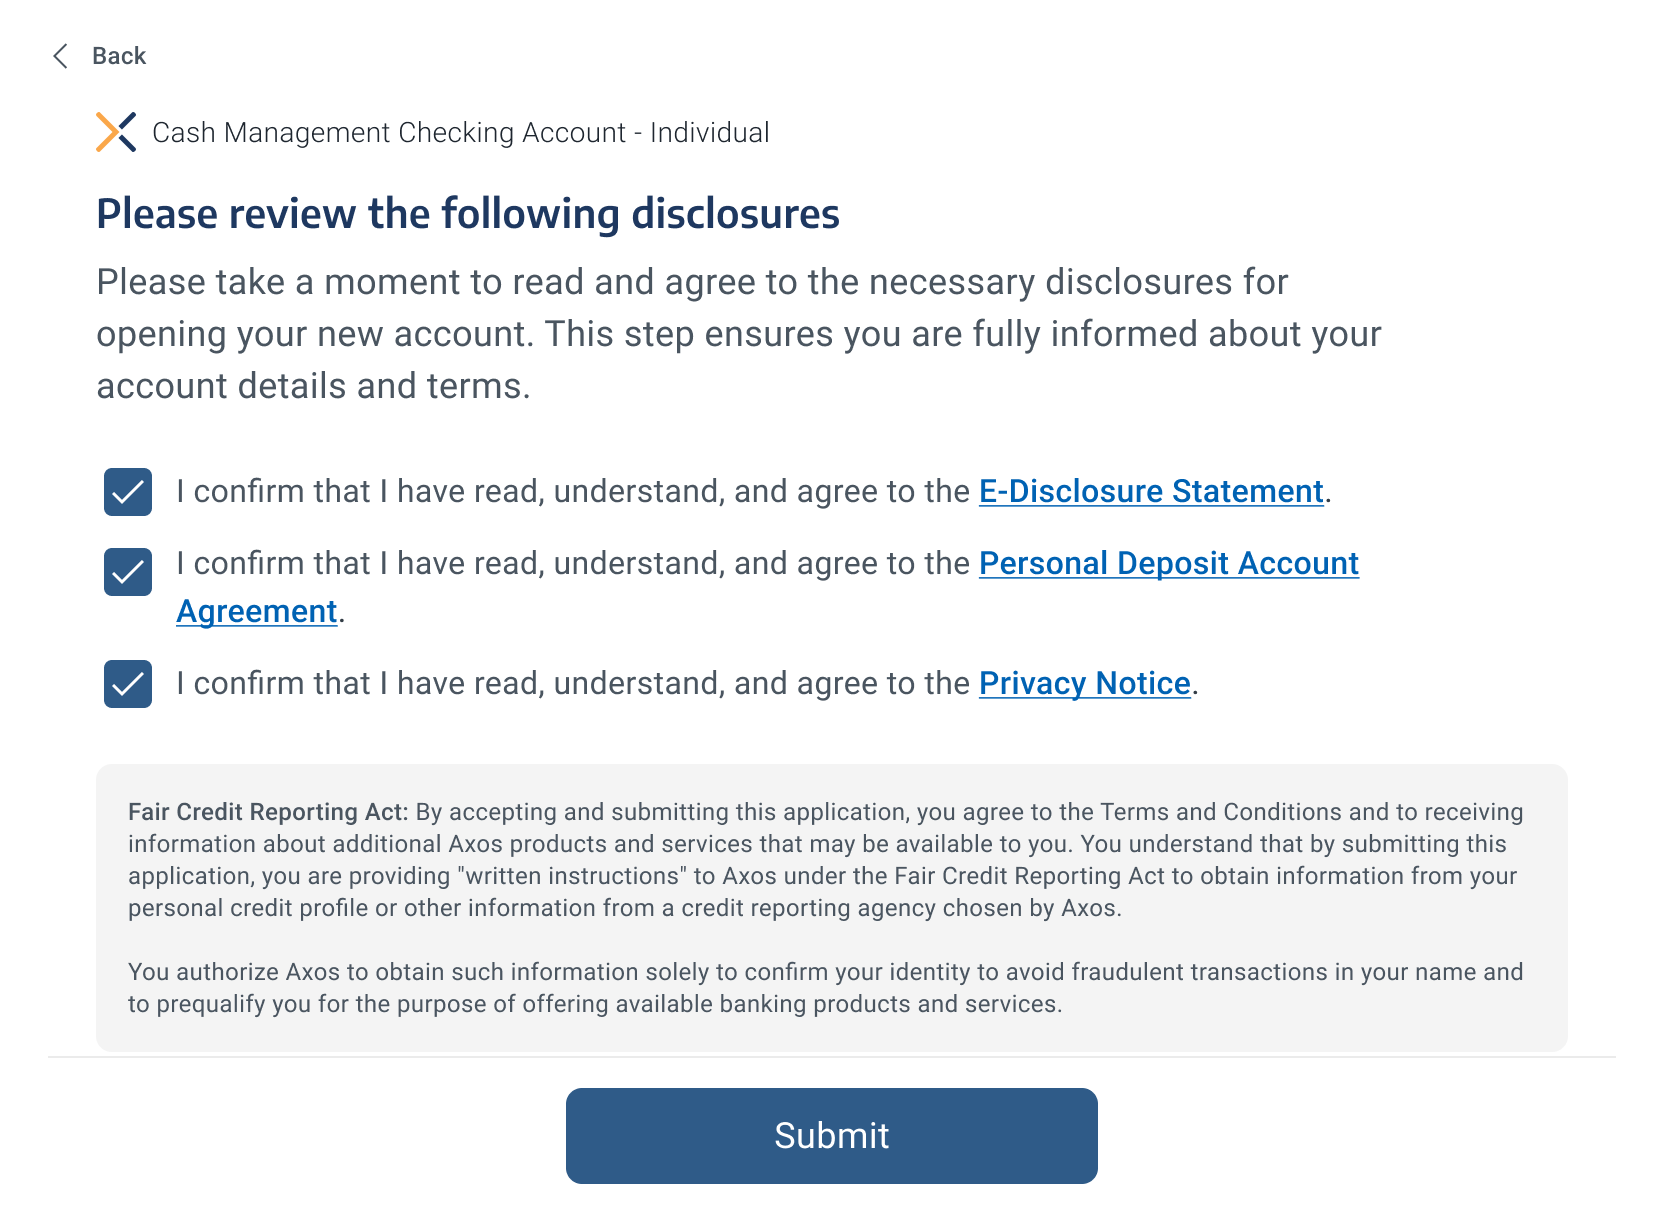 Back
Cash Management Checking Account - Individual
Please review the following disclosures
Please take a moment to read and agree to the necessary disclosures for
opening your new account. This step ensures you are fully informed about your
account details and terms.
I confirm that I have read, understand, and agree to the E-Disclosure Statement.
I confirm that I have read, understand, and agree to the Personal Deposit Account
Agreement.
I confirm that I have read, understand, and agree to the Privacy Notice.
Fair Credit Reporting Act: By accepting and submitting this application, you agree to the Terms and Conditions and to receiving
information about additional Axos products and services that may be available to you. You understand that by submitting this
application, you are providing "written instructions" to Axos under the Fair Credit Reporting Act to obtain information from your
personal credit profile or other information from a credit reporting agency chosen by Axos.
You authorize Axos to obtain such information solely to confirm your identity to avoid fraudulent transactions in your name and
to prequalify you for the purpose of offering available banking products and services.
Submit